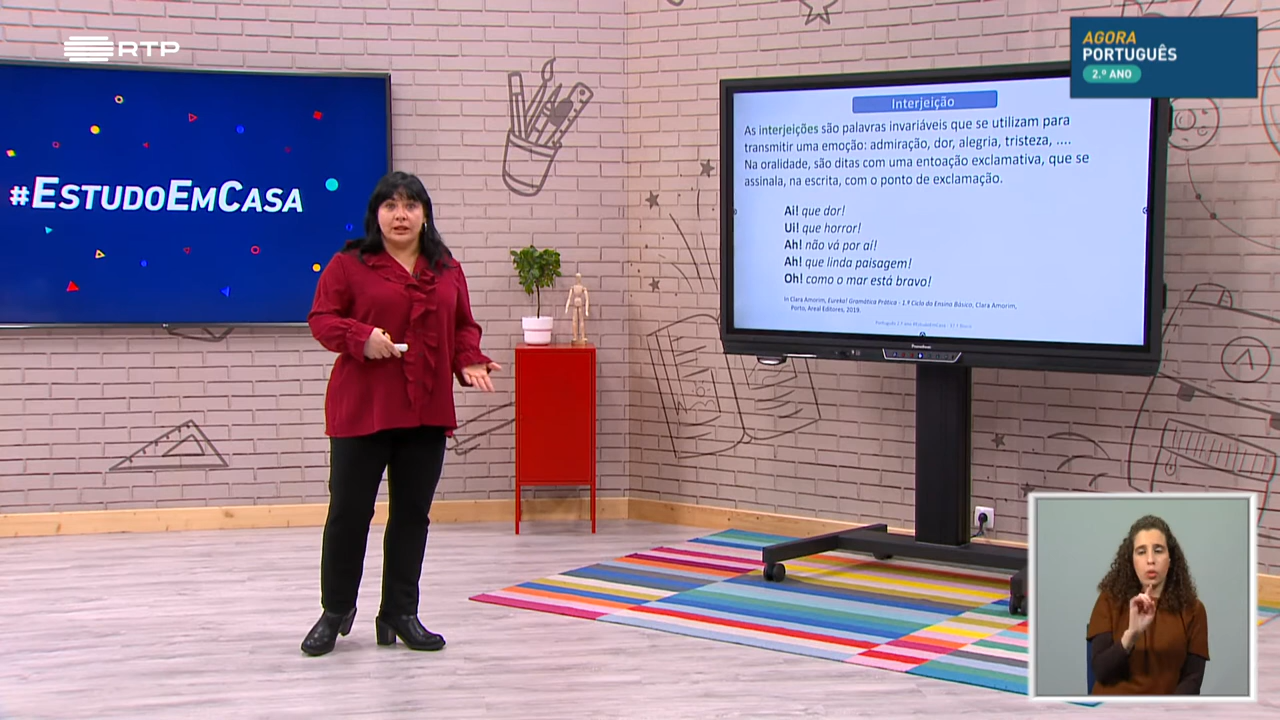 RTP
#ESTUDOEMCASA
AGORA
PORTUGUÊS
2.º ANO
Interjeição
As interjeições são palavras invariáveis que se utilizam para
transmitir uma emoção: admiração, dor, alegria, tristeza, ....
Na oralidade, são ditas com uma entoação exclamativa, que se
assinala, na escrita, com o ponto de exclamação.
Ai! que dor!
Ui! que horror!
Ah! não vá por aí!
Ah! que linda paisagem!
Oh! como o mar está bravo!
In Clara Amorim, Eureka! Gramática Prática - 1.º Ciclo do Ensino Básico, Clara Amorim,
Porto, Areal Editores, 2019.